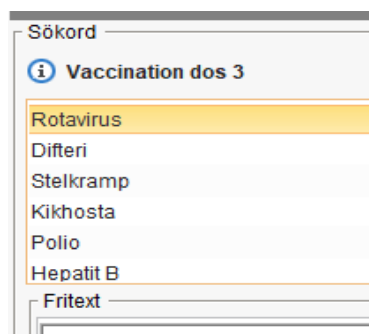 Sökord
Vaccination dos 3
Rotavirus
Difteri
Stelkramp
Kikhosta
Polio
Hepatit B
Fritext